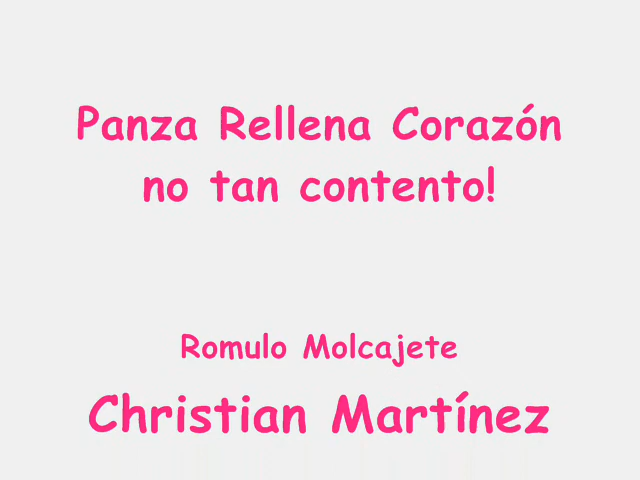 Panza Rellena Corazón
no tan contento!
Romulo Molcajete
Christian Martínez